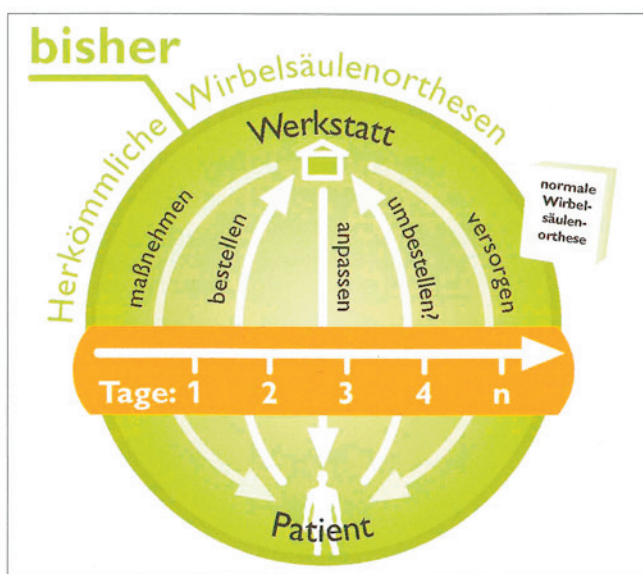 bisher
Herkömmliche Wirbelsäulenorthesen
Werkstatt
maßnehmen
bestellen
anpassen
umbestellen?
versorgen
normale
Wirbel-
säulen-
orthese
Tage: 1 2 3 4 n
Patient